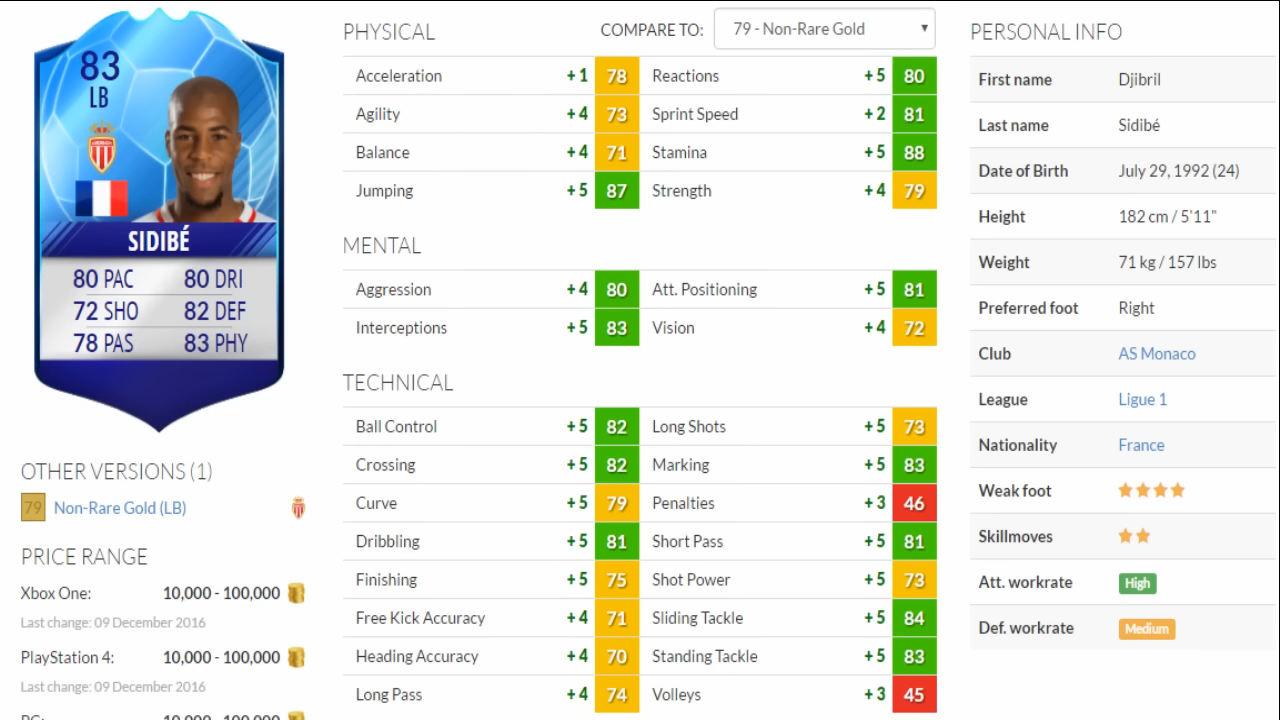 83
LB
SIDIBÉ
80 PAC 80 DRI
72 SHO 82 DEF
78 PAS 83 PHY
OTHER VERSIONS (1)
79 Non-Rare Gold (LB)
PRICE RANGE
Xbox One: 10,000 - 100,000
Last change: 09 December 2016
PlayStation 4: 10,000 - 100,000
Last change: 09 December 2016
PC: 10,000 - 100,000
PHYSICAL COMPARE TO: 79 - Non-Rare Gold
Acceleration +1 78 Reactions +5 80
Agility +4 73 Sprint Speed +2 81
Balance +4 71 Stamina +5 88
Jumping +5 87 Strength +4 79
MENTAL
Aggression +4 80 Att. Positioning +5 81
Interceptions +5 83 Vision +4 72
TECHNICAL
Ball Control +5 82 Long Shots +5 73
Crossing +5 82 Marking +5 83
Curve +5 79 Penalties +3 46
Dribbling +5 81 Short Pass +5 81
Finishing +5 75 Shot Power +5 73
Free Kick Accuracy +4 71 Sliding Tackle +5 84
Heading Accuracy +4 70 Standing Tackle +5 83
Long Pass +4 74 Volleys +3 45
PERSONAL INFO
First name Djibril
Last name Sidibé
Date of Birth July 29, 1992 (24)
Height 182 cm / 5'11"
Weight 71 kg / 157 lbs
Preferred foot Right
Club AS Monaco
League Ligue 1
Nationality France
Weak foot
Skillmoves
Att. workrate High
Def. workrate Medium